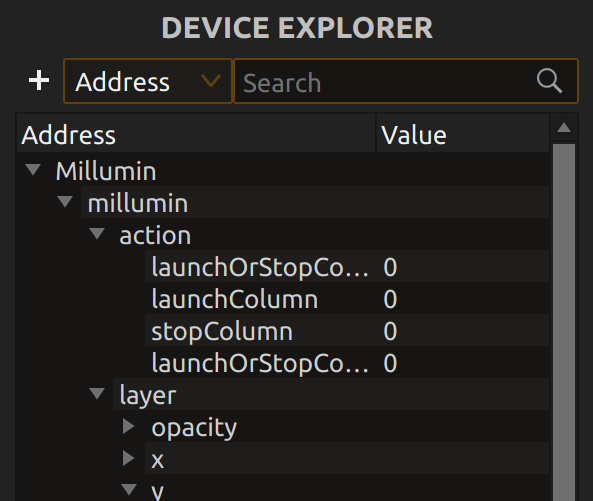 DEVICE EXPLORER
+ Address Search
Address Value
Millumin
millumin
action
launchOrStopCo... 0
launchColumn 0
stopColumn 0
launchOrStopCo... 0
layer
opacity
x
y